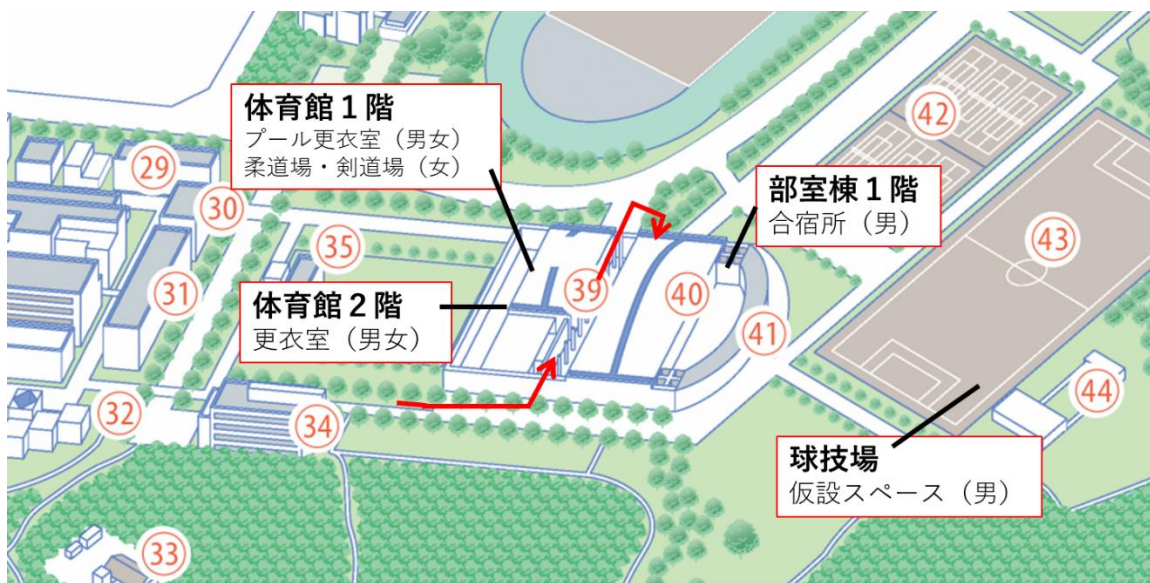 体育館１階
プール更衣室（男女）
柔道場・剣道場（女）
部室棟１階
合宿所（男）
体育館２階
更衣室（男女）
球技場
仮設スペース（男）
29
30
31
32
33
34
35
39
40
41
42
43
44